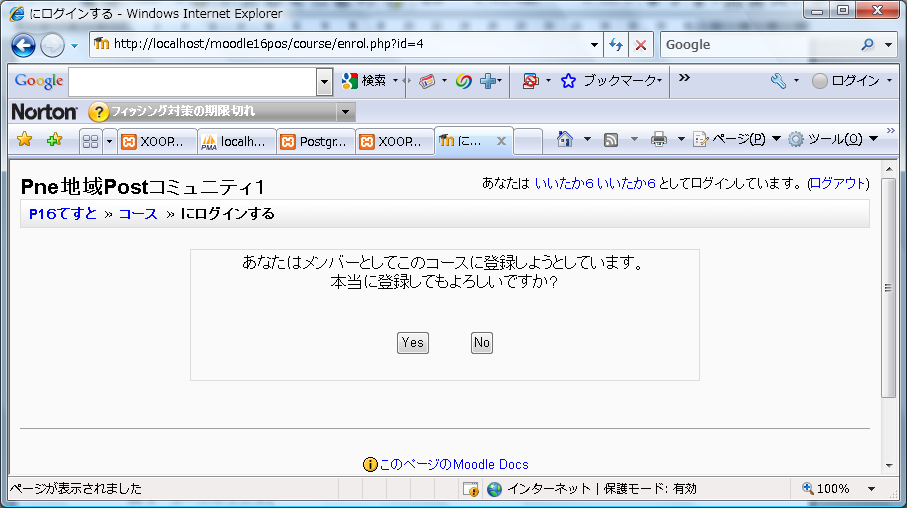 にログインする - Windows Internet Explorer
http://localhost/moodle16pos/course/enrol.php?id=4
Google
Google 検索 ブックマーク » ログイン
Norton ? フィッシング対策の期限切れ
XOOP... localh... Postgr... XOOP... に... ページ(P) ツール(O) »
Pne地域Postコミュニティ1
あなたは いいたか6 いいたか6 としてログインしています。 (ログアウト)
P16てすと » コース » にログインする
あなたはメンバーとしてこのコースに登録しようとしています。
本当に登録してもよろしいですか?
Yes No
このページのMoodle Docs
ページが表示されました インターネット | 保護モード: 有効 100%